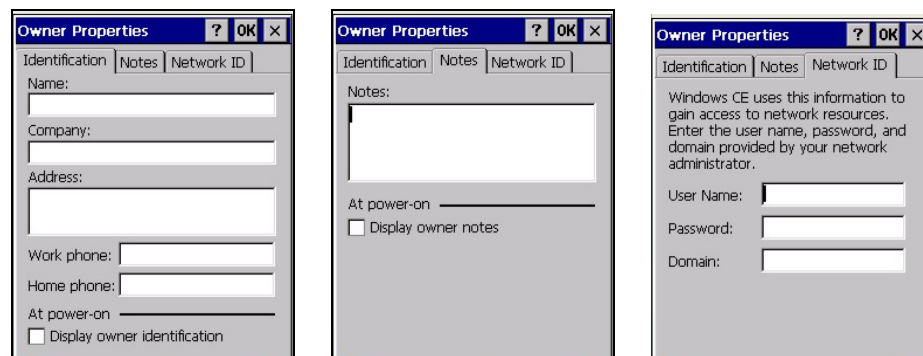 Owner Properties ? OK ×
Identification Notes Network ID
Name:
Company:
Address:
Work phone:
Home phone:
At power-on
Display owner identification
Owner Properties ? OK ×
Identification Notes Network ID
Notes:
At power-on
Display owner notes
Owner Properties ? OK ×
Identification Notes Network ID
Windows CE uses this information to
gain access to network resources.
Enter the user name, password, and
domain provided by your network
administrator.
User Name:
Password:
Domain: